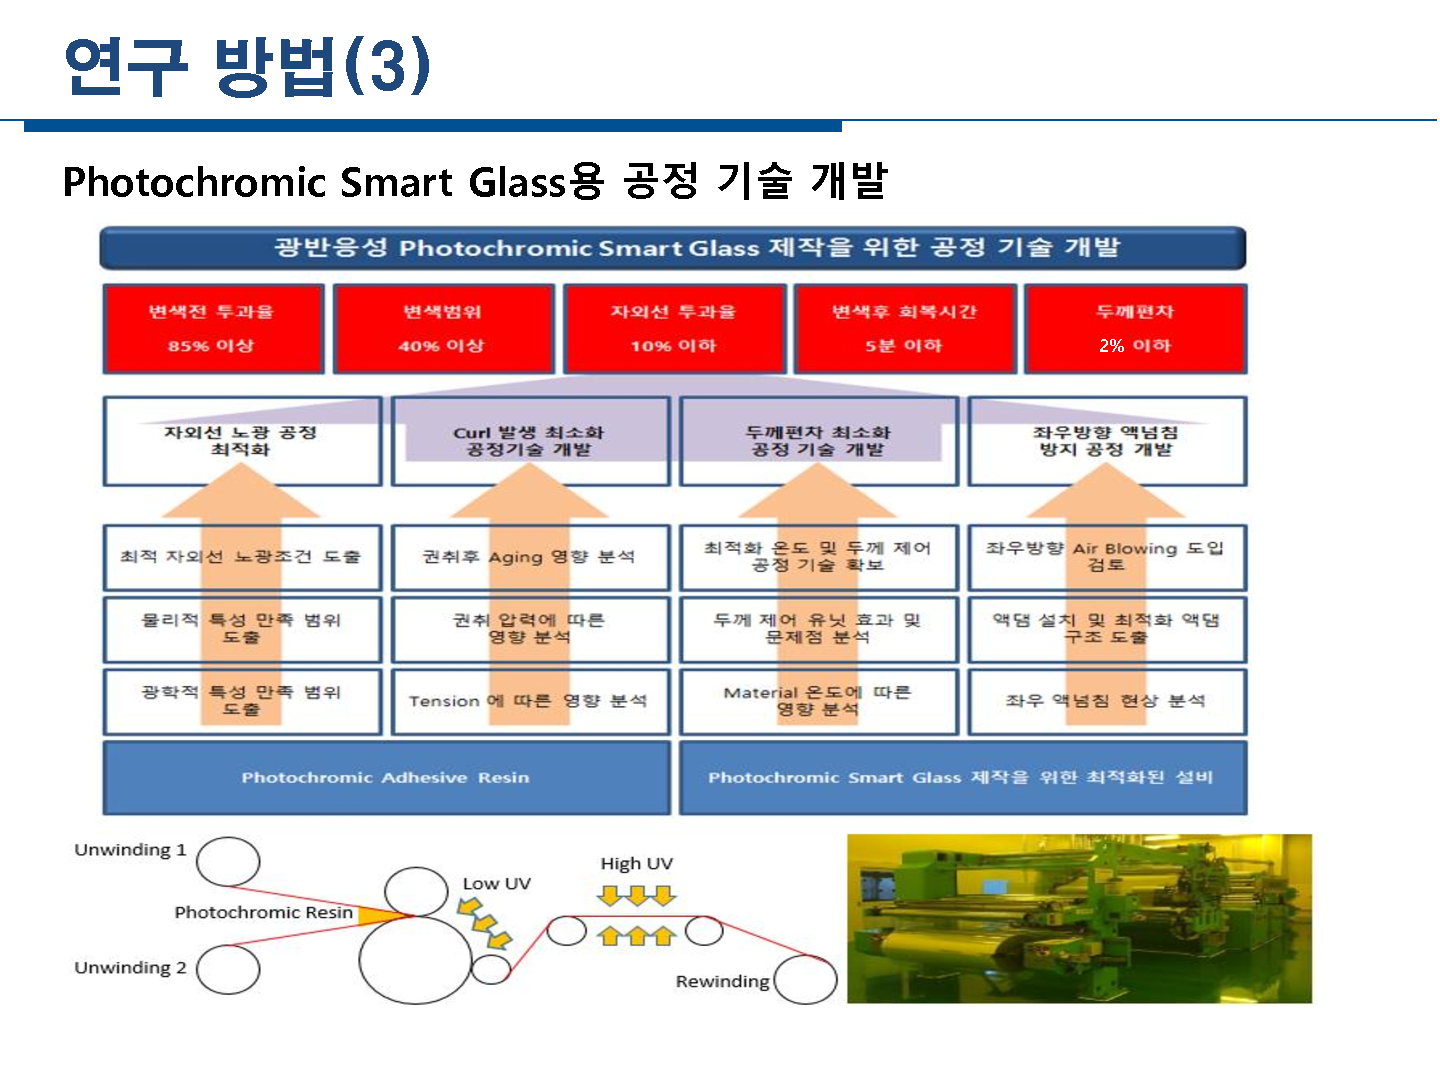 연구 방법(3)
Photochromic Smart Glass용 공정 기술 개발
광반응성 Photochromic Smart Glass 제작을 위한 공정 기술 개발
변색전 투과율
85% 이상
변색범위
40% 이상
자외선 투과율
10% 이하
변색후 회복시간
5분 이하
두께편차
2% 이하
자외선 노광 공정
최적화
Curl 발생 최소화
공정기술 개발
두께편차 최소화
공정 기술 개발
좌우방향 액넘침
방지 공정 개발
최적 자외선 노광조건 도출
권취후 Aging 영향 분석
최적화 온도 및 두께 제어
공정 기술 확보
좌우방향 Air Blowing 도입
검토
물리적 특성 만족 범위
도출
권취 압력에 따른
영향 분석
두께 제어 유닛 효과 및
문제점 분석
액댐 설치 및 최적화 액댐
구조 도출
광학적 특성 만족 범위
도출
Tension 에 따른 영향 분석
Material 온도에 따른
영향 분석
좌우 액넘침 현상 분석
Photochromic Adhesive Resin
Photochromic Smart Glass 제작을 위한 최적화된 설비
Unwinding 1
Photochromic Resin
Unwinding 2
Low UV
High UV
Rewinding